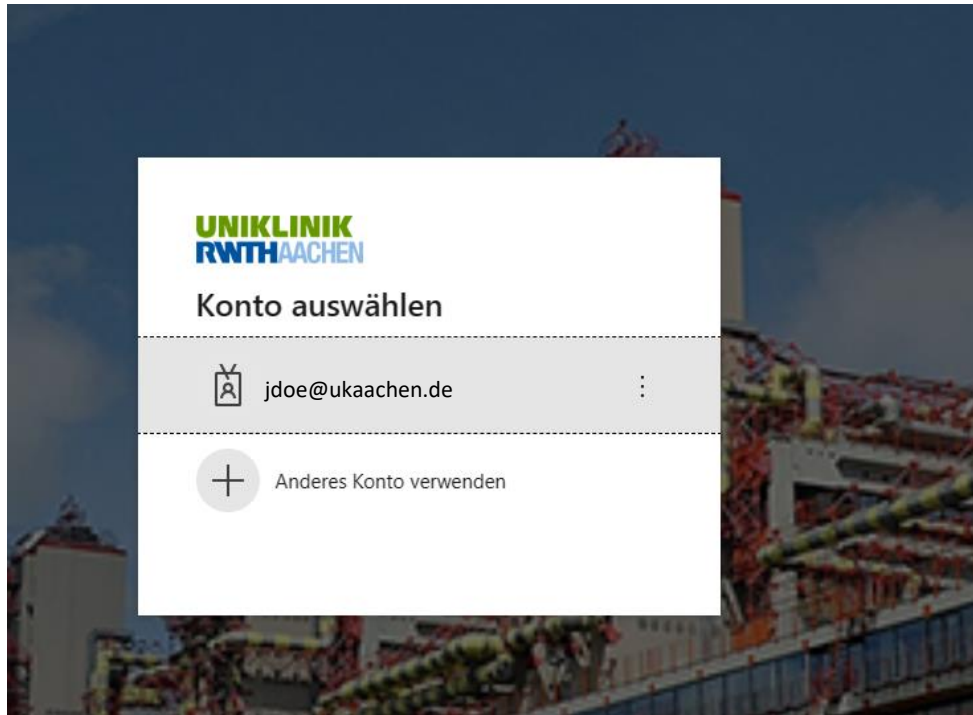 UNIKLINIK
RWTHAACHEN
Konto auswählen
jdoe@ukaachen.de
Anderes Konto verwenden